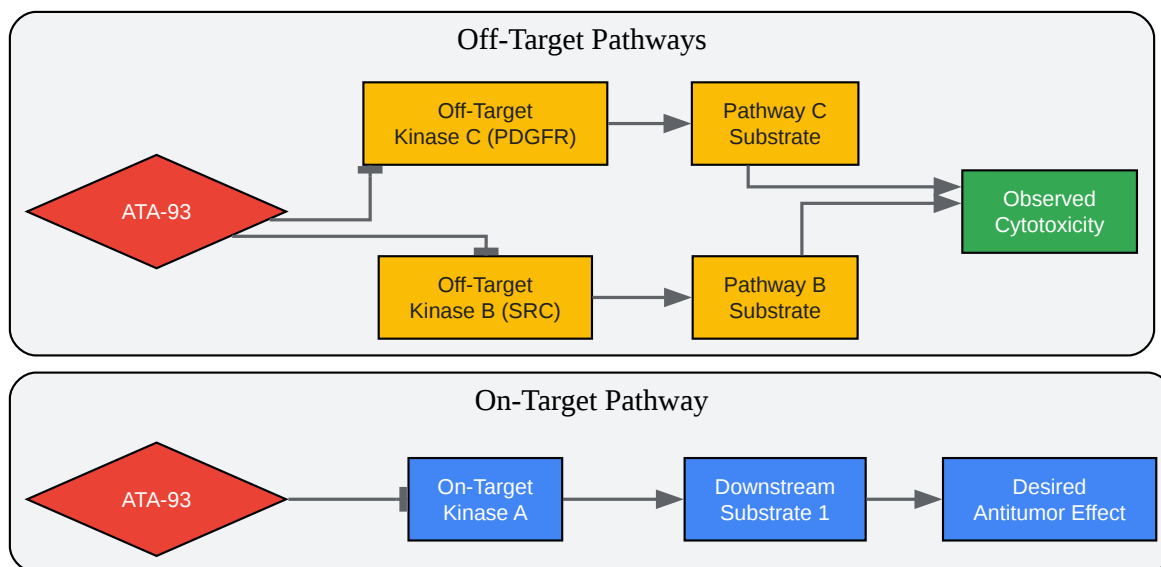 Off-Target Pathways
Off-Target
Kinase C (PDGFR)
Pathway C
Substrate
ATA-93
Observed
Cytotoxicity
Off-Target
Kinase B (SRC)
Pathway B
Substrate
On-Target Pathway
ATA-93
On-Target
Kinase A
Downstream
Substrate 1
Desired
Antitumor Effect